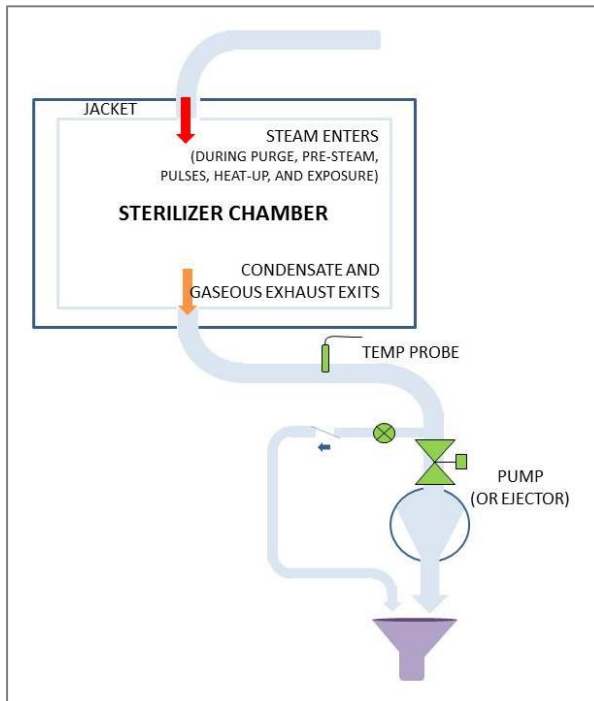 JACKET
STEAM ENTERS
(DURING PURGE, PRE-STEAM,
PULSES, HEAT-UP, AND EXPOSURE)
STERILIZER CHAMBER
CONDENSATE AND
GASEOUS EXHAUST EXITS
TEMP PROBE
PUMP
(OR EJECTOR)